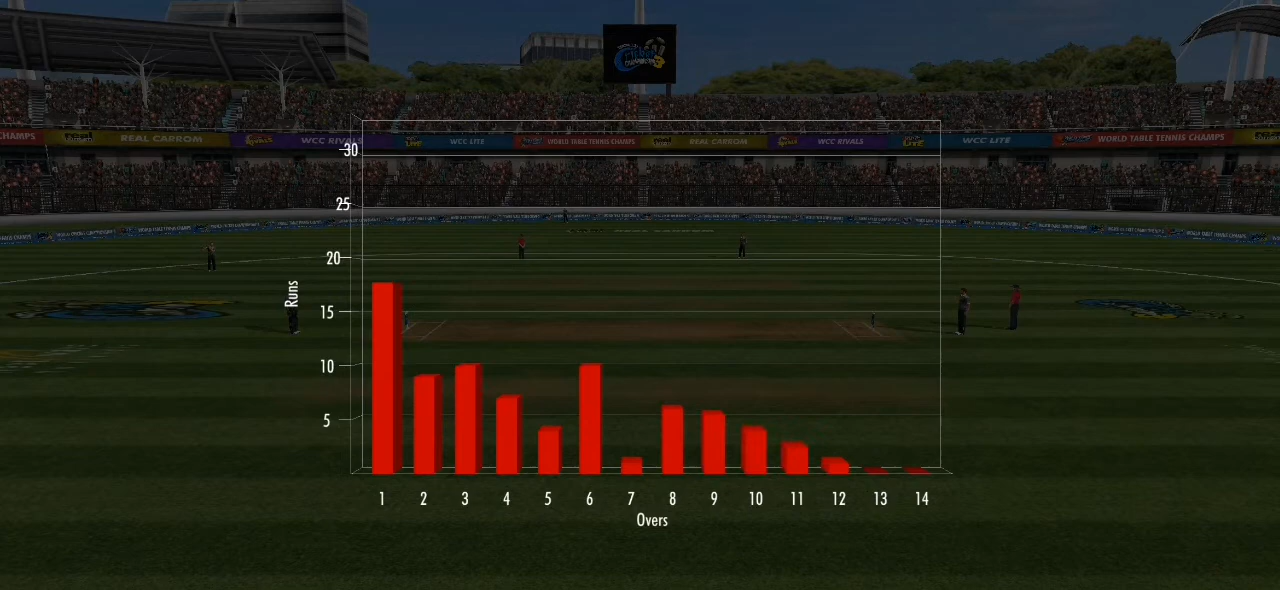 CHAMPS REAL CARROM WCC RIVALS WCC LITE WORLD TABLE TENNIS CHAMPS REAL CARROM WCC RIVALS WCC LITE WORLD TABLE TENNIS CHAMPS
30
25
20
15
10
5
Runs
1 2 3 4 5 6 7 8 9 10 11 12 13 14
Overs